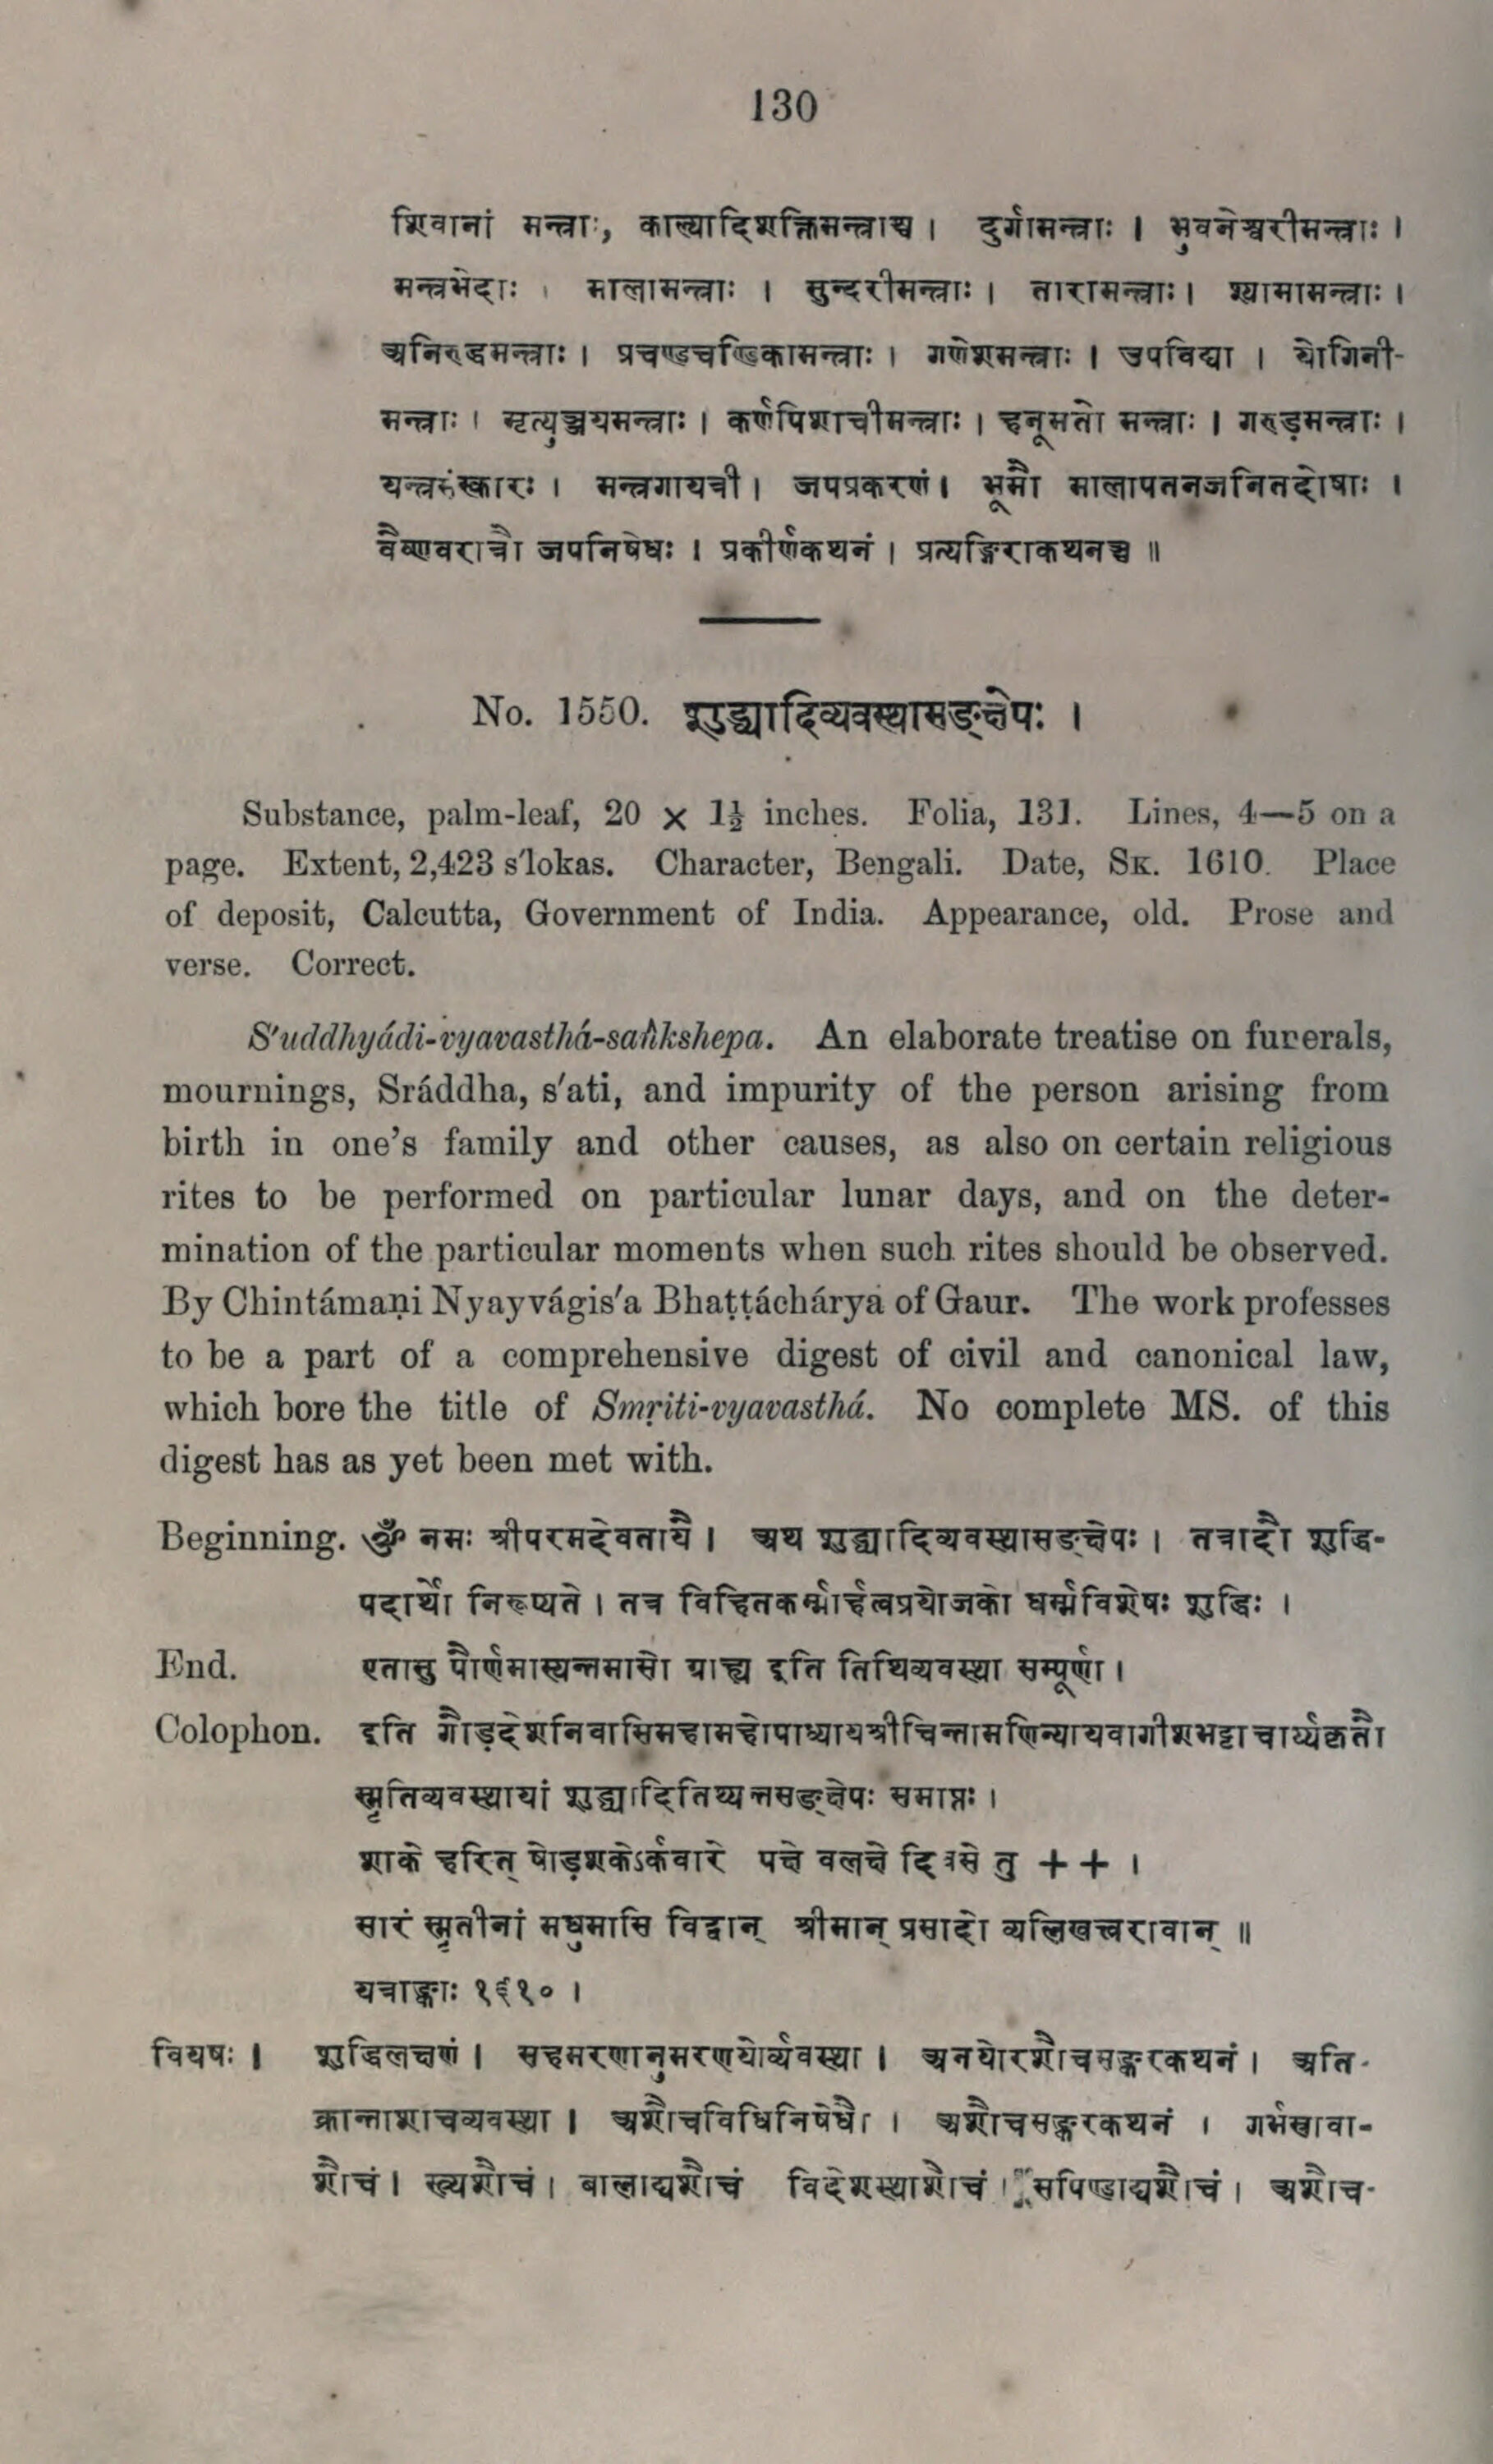 130
शिवानां मन्त्राः, काल्यादिशक्तिमन्त्राश्च । दुर्गामन्त्राः । भुवनेश्वरीमन्त्राः ।
मन्त्रभेदाः । मालामन्त्राः । सुन्दरीमन्त्राः । तारामन्त्राः । श्यामामन्त्राः ।
अनिरुद्धमन्त्राः । प्रचण्डचण्डिकामन्त्राः । गणेशमन्त्राः । उपविद्या । योगिनी-
मन्त्राः । मृत्युञ्जयमन्त्राः । कर्णपिशाचीमन्त्राः । हनूमतो मन्त्राः । गरुड़मन्त्राः ।
यन्त्रसंस्कारः । मन्त्रगायत्री । जपप्रकरणं । भूमौ मालापतनजनितदोषाः ।
वैष्णवरात्रौ जपनिषेधः । प्रकीर्णकथनं । प्रत्यङ्गिराकथनञ्च ॥
No. 1550. शुद्ध्यादिव्यवस्थासङ्क्षेपः ।
Substance, palm-leaf, 20 × 1½ inches. Folia, 131. Lines, 4—5 on a
page. Extent, 2,423 s'lokas. Character, Bengali. Date, SK. 1610. Place
of deposit, Calcutta, Government of India. Appearance, old. Prose and
verse. Correct.
S'uddhyádi-vyavasthá-sańkshepa. An elaborate treatise on funerals,
mournings, Sráddha, s'ati, and impurity of the person arising from
birth in one's family and other causes, as also on certain religious
rites to be performed on particular lunar days, and on the deter-
mination of the particular moments when such rites should be observed.
By Chintámaṇi Nyayvágis'a Bhaṭṭáchárya of Gaur. The work professes
to be a part of a comprehensive digest of civil and canonical law,
which bore the title of Smṛiti-vyavasthá. No complete MS. of this
digest has as yet been met with.
Beginning. ॐ नमः श्रीपरमदेवतायै । अथ शुद्ध्यादिव्यवस्थासङ्क्षेपः । तत्रादौ शुद्धि-
पदार्थो निरूप्यते । तत्र विहितकर्म्मार्हत्वप्रयोजको धर्म्मविशेषः शुद्धिः ।
End. एतासु पौर्णमास्यन्तमासो ग्राह्य इति तिथिव्यवस्था सम्पूर्णा ।
Colophon. इति गौड़देशनिवासिमहामहोपाध्यायश्रीचिन्तामणिन्यायवागीशभट्टाचार्य्यकृतौ
स्मृतिव्यवस्थायां शुद्ध्यादितिथ्यन्तसङ्क्षेपः समाप्तः ।
शाके हरित् षोड़शकेऽर्कवारे पक्षे वलक्षे दिवसे तु + + ।
सारं स्मृतीनां मधुमासि विद्वान् श्रीमान् प्रसादो व्यलिखत्त्वरावान् ॥
यत्राङ्काः १६१० ।
वियषः । शुद्धिलक्षणं । सहमरणानुमरणयोर्व्यवस्था । अनयोरशौचसङ्करकथनं । अति-
क्रान्ताशाचव्यवस्था । अशौचविधिनिषेधौ । अशौचसङ्करकथनं । गर्भस्रावा-
शौचं । स्त्र्यशौचं । बालाद्यशौचं विदेशस्थाशौचं । सपिण्डाद्यशौचं । अशौच-